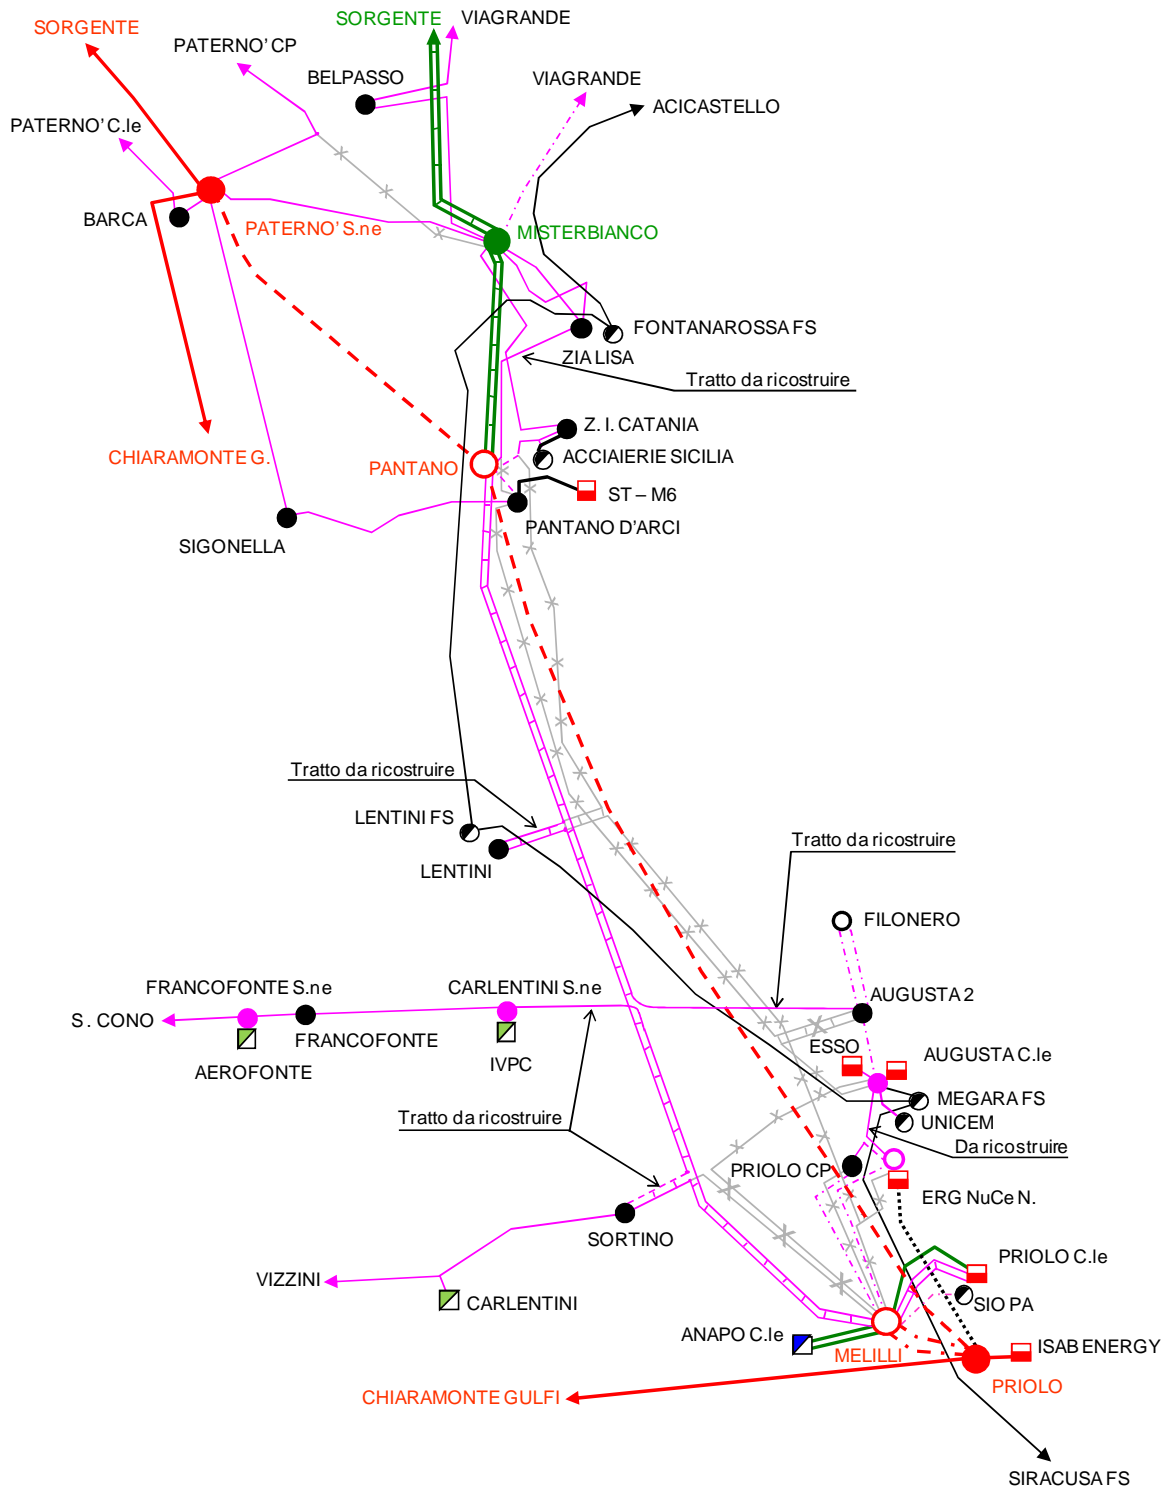 SORGENTE
VIAGRANDE
SORGENTE
PATERNO' CP
BELPASSO
VIAGRANDE
ACICASTELLO
PATERNO' C.le
BARCA
PATERNO' S.ne
MISTERBIANCO
FONTANAROSSA FS
ZIA LISA
Tratto da ricostruire
Z. I. CATANIA
CHIARAMONTE G.
PANTANO
ACCIAIERIE SICILIA
ST – M6
PANTANO D'ARCI
SIGONELLA
Tratto da ricostruire
LENTINI FS
LENTINI
Tratto da ricostruire
FILONERO
FRANCOFONTE S.ne
CARLENTINI S.ne
AUGUSTA 2
S. CONO
FRANCOFONTE
ESSO
AUGUSTA C.le
AEROFONTE
IVPC
MEGARA FS
Tratto da ricostruire
UNICEM
Da ricostruire
PRIOLO CP
ERG NuCe N.
SORTINO
PRIOLO C.le
VIZZINI
CARLENTINI
SIO PA
ANAPO C.le
MELILLI
ISAB ENERGY
PRIOLO
CHIARAMONTE GULFI
SIRACUSA FS